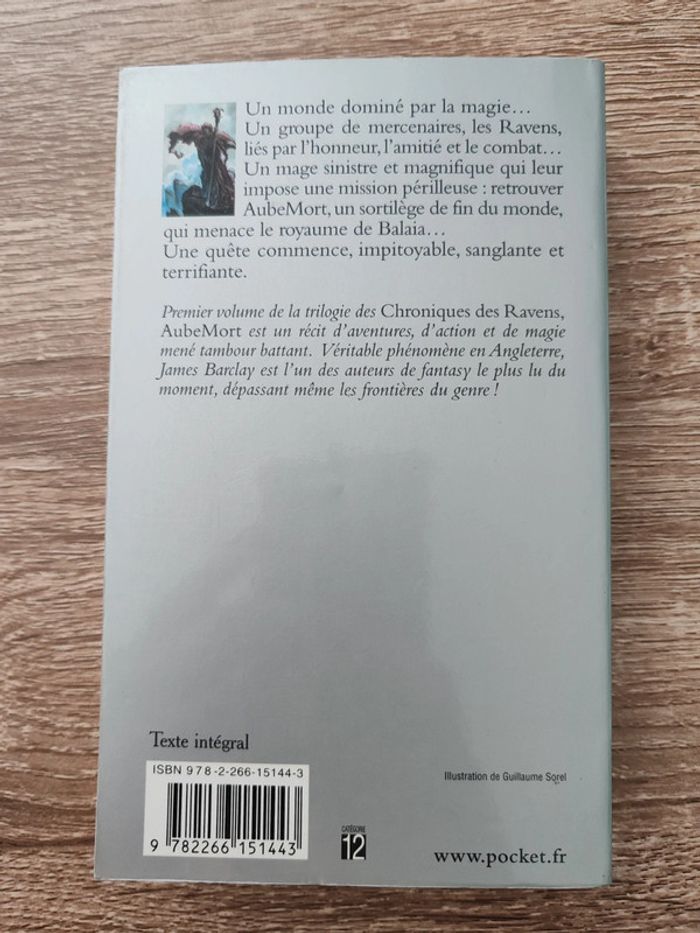 Un monde dominé par la magie…
Un groupe de mercenaires, les Ravens,
liés par l'honneur, l'amitié et le combat…
Un mage sinistre et magnifique qui leur
impose une mission périlleuse : retrouver
AubeMort, un sortilège de fin du monde,
qui menace le royaume de Balaia…
Une quête commence, impitoyable, sanglante et
terrifiante.
Premier volume de la trilogie des Chroniques des Ravens,
AubeMort est un récit d'aventures, d'action et de magie
mené tambour battant. Véritable phénomène en Angleterre,
James Barclay est l'un des auteurs de fantasy le plus lu du
moment, dépassant même les frontières du genre !
Texte intégral
ISBN 978-2-266-15144-3
Illustration de Guillaume Sorel
9 782266 151443
CATÉGORIE
12
www.pocket.fr